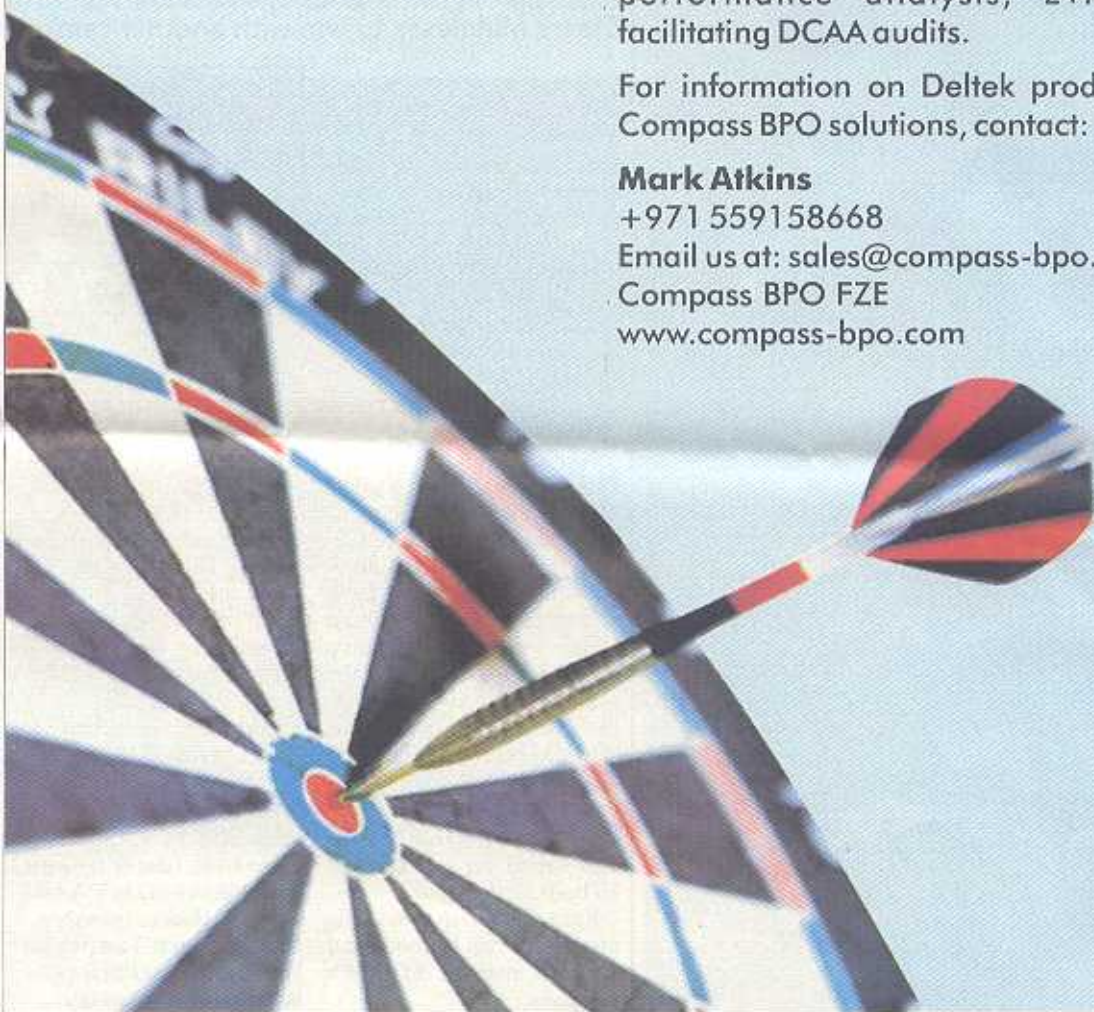 facilitating DCAA audits.
For information on Deltek
Compass BPO solutions, contact:
Mark Atkins
+971 559158668
Email us at: sales@compass-bpo.
Compass BPO FZE
www.compass-bpo.com